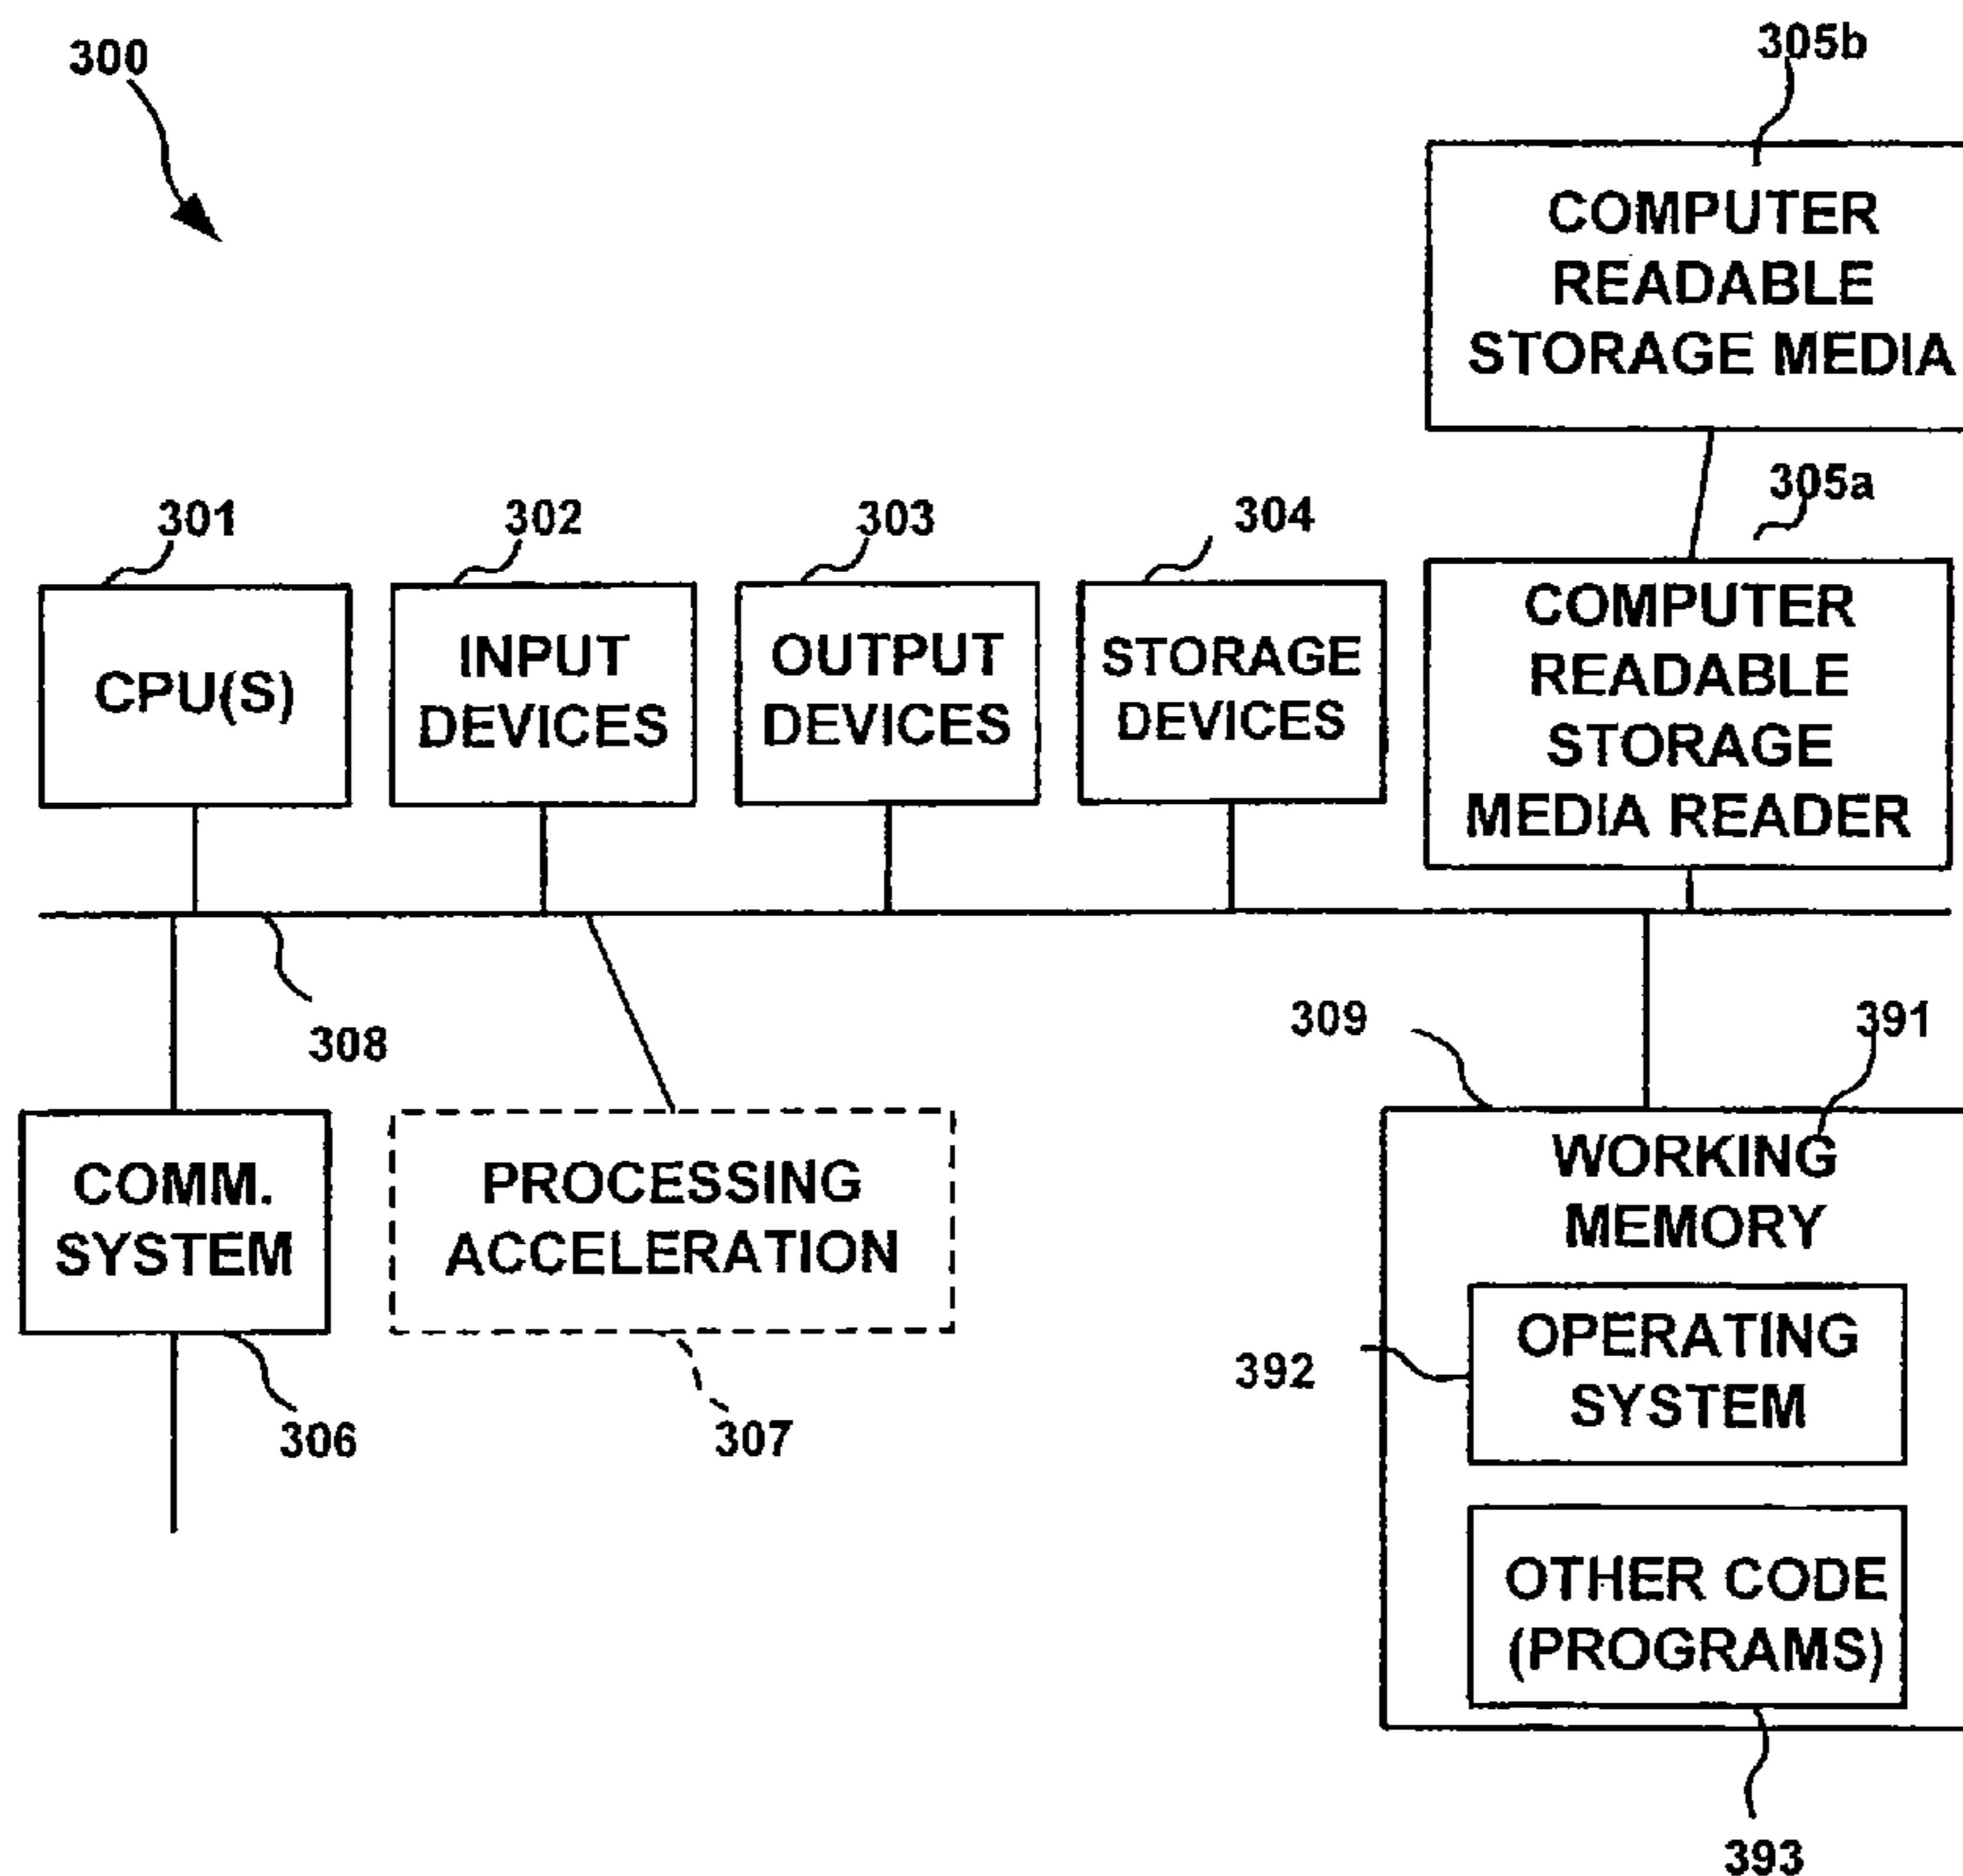 300
305b
COMPUTER
READABLE
STORAGE MEDIA
305a
301
302
303
304
CPU(S)
INPUT
DEVICES
OUTPUT
DEVICES
STORAGE
DEVICES
COMPUTER
READABLE
STORAGE
MEDIA READER
308
309
391
COMM.
SYSTEM
PROCESSING
ACCELERATION
WORKING
MEMORY
392
OPERATING
SYSTEM
306
307
OTHER CODE
(PROGRAMS)
393